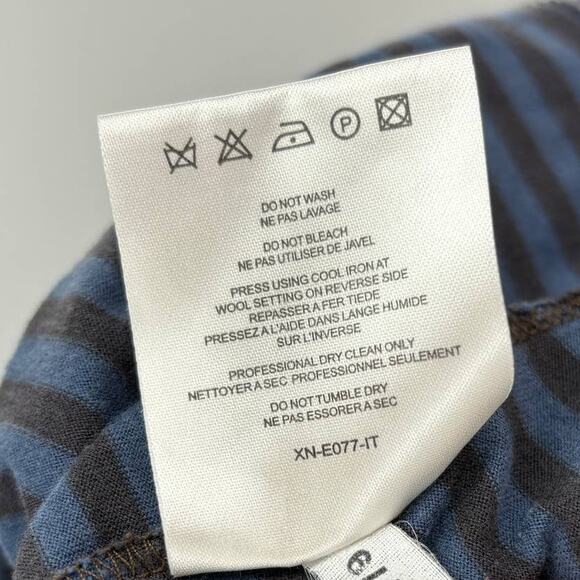 P
DO NOT WASH
NE PAS LAVAGE
DO NOT BLEACH
NE PAS UTILISER DE JAVEL
PRESS USING COOL IRON AT
WOOL SETTING ON REVERSE SIDE
REPASSER A FER TIEDE
PRESSEZ A L'AIDE DANS LARGE HUMIDE
SUR L'INVERSE
PROFESSIONAL DRY CLEAN ONLY
NETTOYER A SEC PROFESSIONNEL SEULEMENT
DO NOT TUMBLE DRY
NE PAS ESSORER A SEC
XN-E077-IT